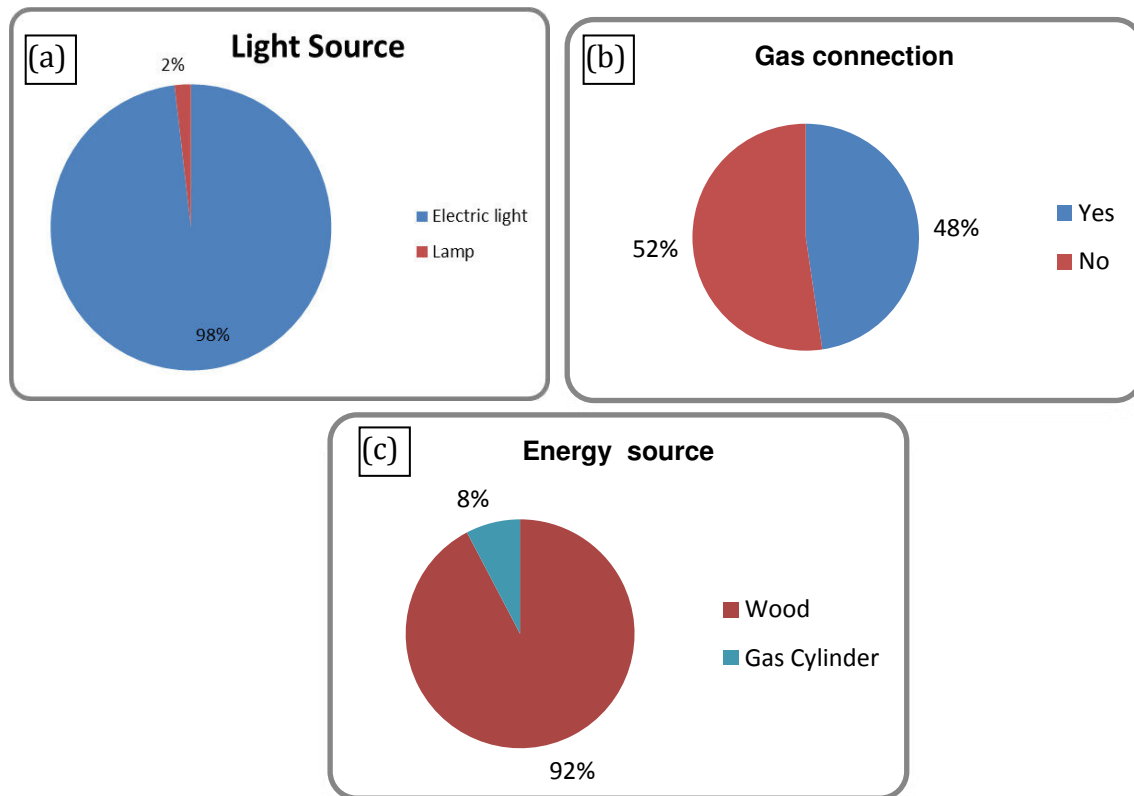 (a)
Light Source
2%
98%
Electric light
Lamp
(b)
Gas connection
52%
48%
Yes
No
(c)
Energy source
8%
92%
Wood
Gas Cylinder